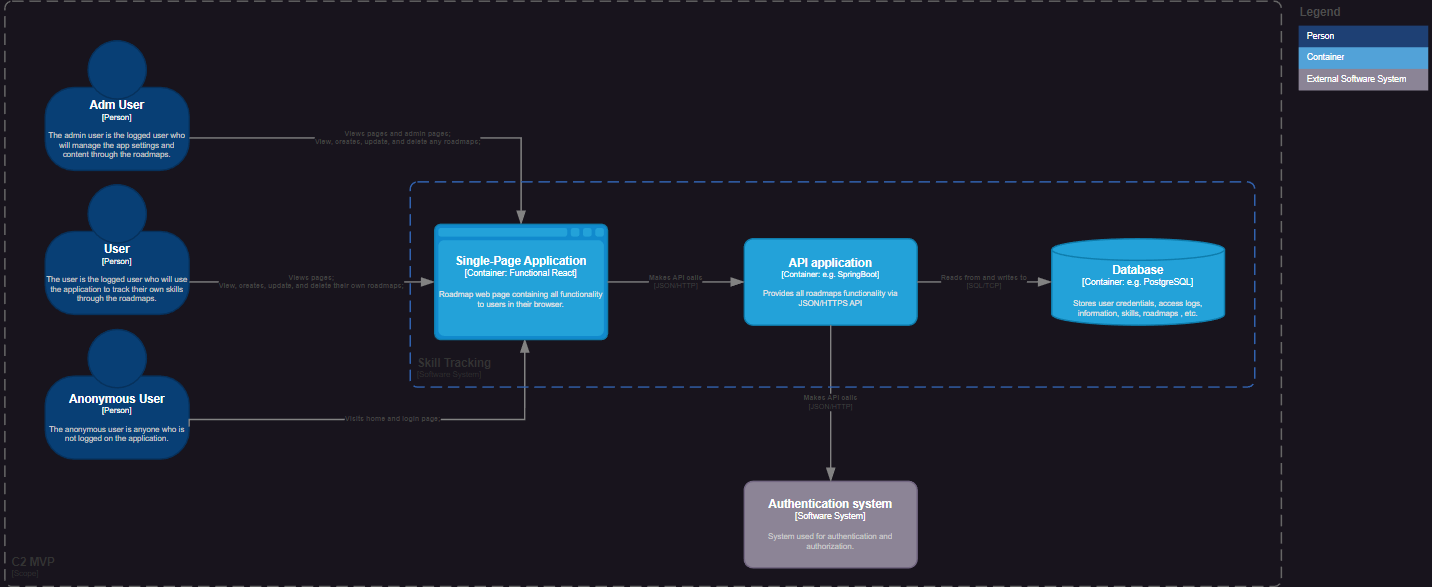 Legend
Person
Container
External Software System
Adm User
[Person]
The admin user is the logged user who
will manage the app settings and
content through the roadmaps.
Views pages and admin pages;
View, creates, update, and delete any roadmaps;
User
[Person]
The user is the logged user who will use
the application to track their own skills
through the roadmaps.
Views pages;
View, creates, update, and delete their own roadmaps;
Single-Page Application
[Container: Functional React]
Roadmap web page containing all functionality
to users in their browser.
Makes API calls
[JSON/HTTP]
API application
[Container: e.g. SpringBoot]
Provides all roadmaps functionality via
JSON/HTTPS API
Reads from and writes to
[SQL/TCP]
Database
[Container: e.g. PostgreSQL]
Stores user credentials, access logs,
information, skills, roadmaps , etc.
Skill Tracking
[Software System]
Anonymous User
[Person]
The anonymous user is anyone who is
not logged on the application.
Visits home and login page;
Makes API calls
[JSON/HTTP]
Authentication system
[Software System]
System used for authentication and
authorization.
C2 MVP
[Scope]